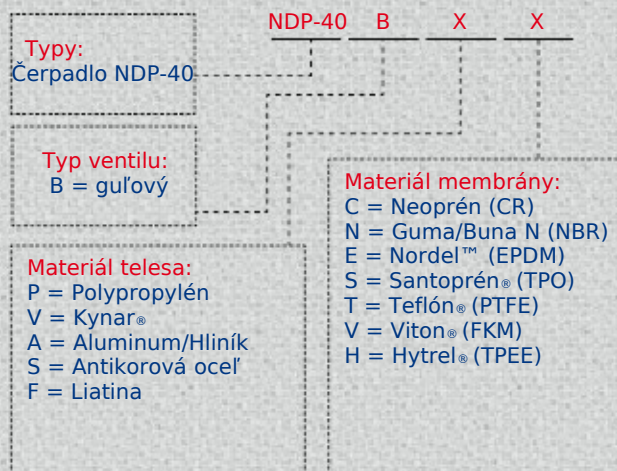 NDP-40 B X X
Typy:
Čerpadlo NDP-40
Typ ventilu:
B = guľový
Materiál telesa:
P = Polypropylén
V = Kynar®
A = Aluminum/Hliník
S = Antikorová oceľ
F = Liatina
Materiál membrány:
C = Neoprén (CR)
N = Guma/Buna N (NBR)
E = Nordel™ (EPDM)
S = Santoprén® (TPO)
T = Teflón® (PTFE)
V = Viton® (FKM)
H = Hytrel® (TPEE)